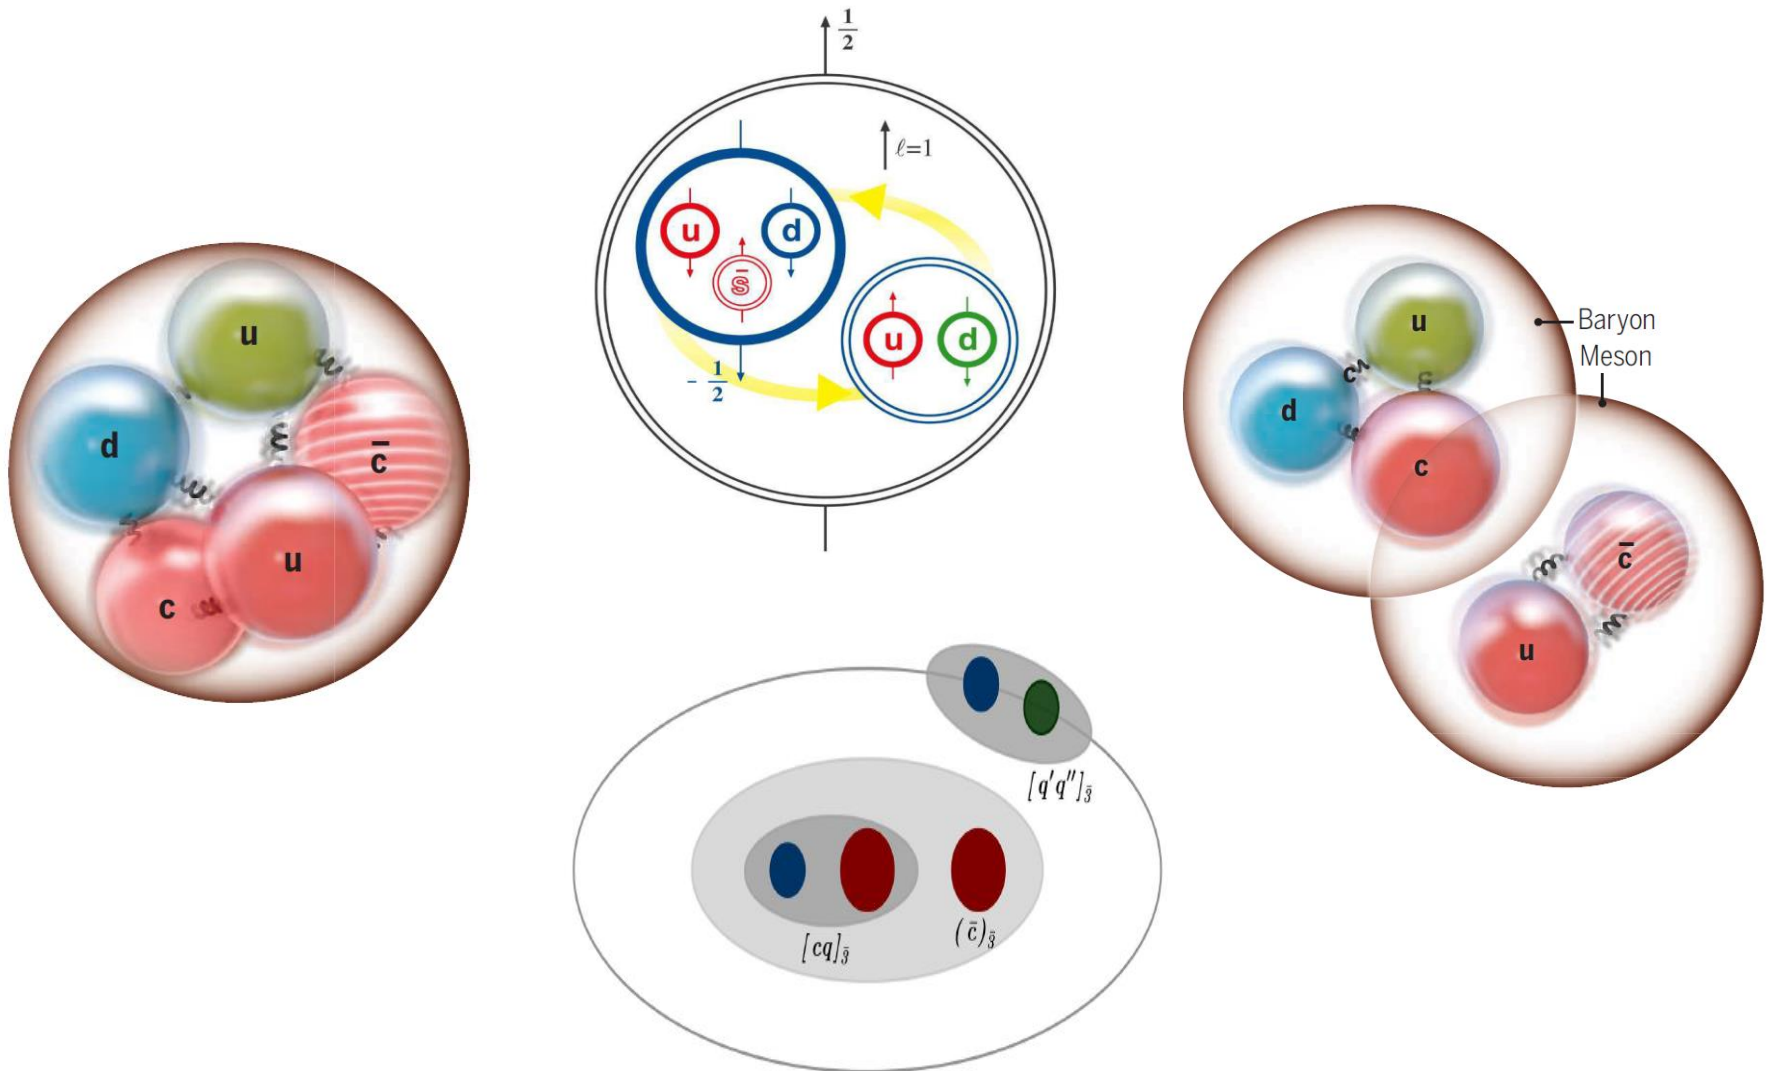 u
d
c̄
u
c
1/2
ℓ=1
u
d
s̄
u
d
- 1/2
[cq]₃̄
(c̄)₃̄
[q′q″]₃̄
Baryon
Meson
u
d
c
c̄
u